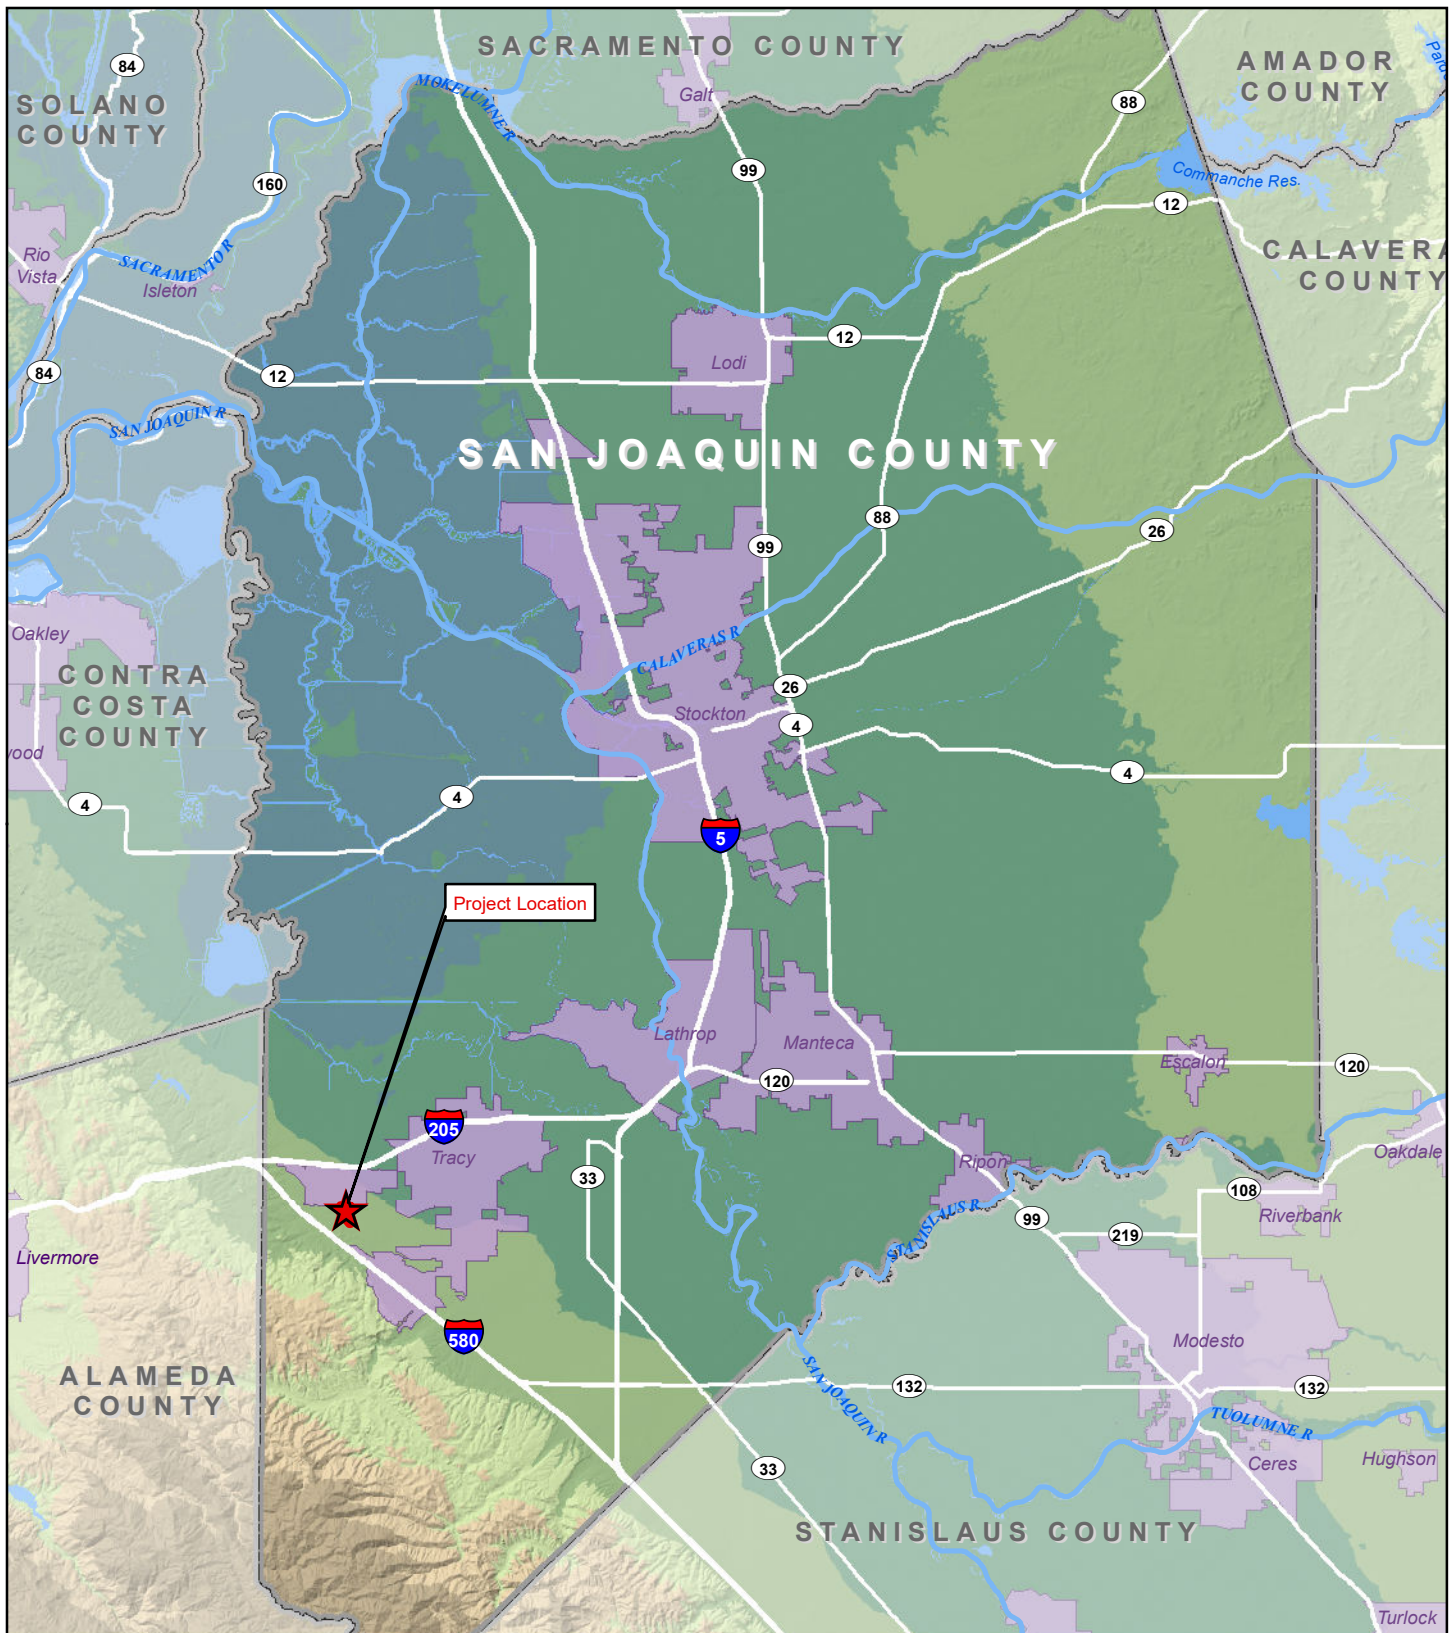 SACRAMENTO COUNTY
AMADOR
COUNTY
84
SOLANO
COUNTY
MOKELUMNE R
Galt
88
99
160
Commanche Res.
12
Rio
Vista
SACRAMENTO R
Isleton
CALAVERA
COUNTY
12
Lodi
84
12
SAN JOAQUIN R
SAN JOAQUIN COUNTY
88
99
26
Oakley
CALAVERAS R
CONTRA
COSTA
COUNTY
26
Stockton
4
wood
4
4
4
5
Project Location
Lathrop
Manteca
Escalon
120
120
205
Tracy
Ripon
Oakdale
33
108
STANISLAUS R
99
Riverbank
219
Livermore
580
Modesto
ALAMEDA
COUNTY
SAN JOAQUIN R
132
132
TUOLUMNE R
33
Ceres
Hughson
STANISLAUS COUNTY
Turlock